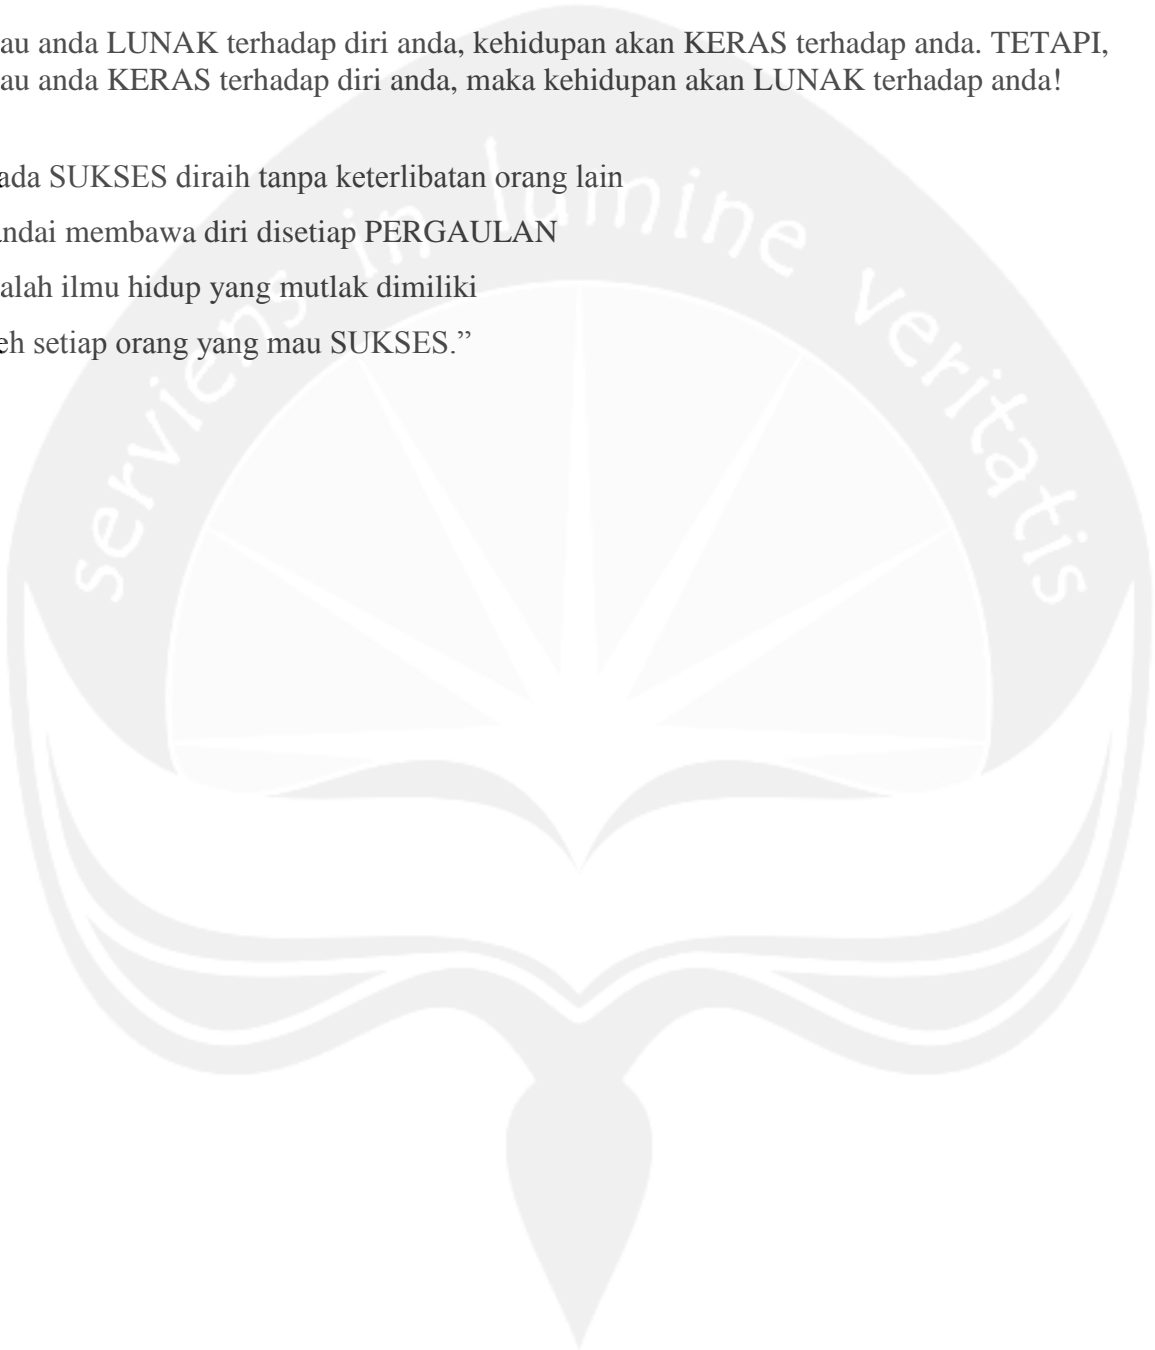 au anda LUNAK terhadap diri anda, kehidupan akan KERAS terhadap anda. TETAPI,
au anda KERAS terhadap diri anda, maka kehidupan akan LUNAK terhadap anda!
ada SUKSES diraih tanpa keterlibatan orang lain
andai membawa diri disetiap PERGAULAN
alah ilmu hidup yang mutlak dimiliki
eh setiap orang yang mau SUKSES.”
serviens in lumine veritatis